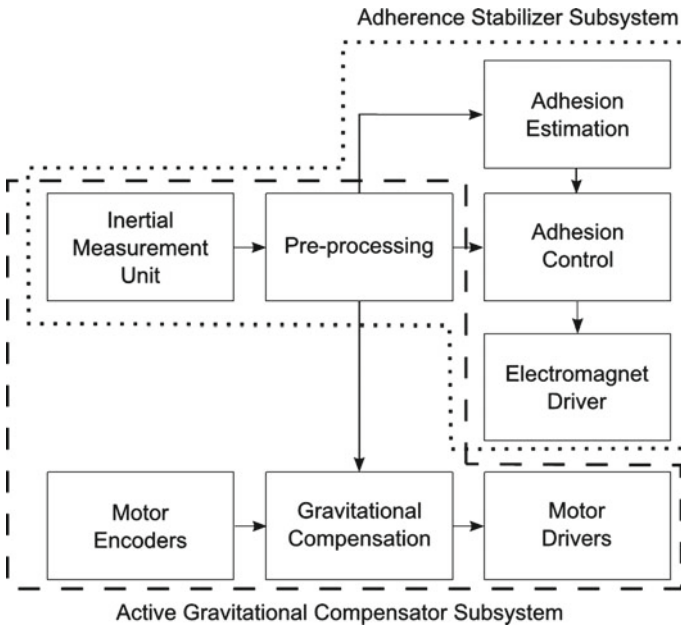 Adherence Stabilizer Subsystem
Adhesion
Estimation
Inertial
Measurement
Unit
Pre-processing
Adhesion
Control
Electromagnet
Driver
Motor
Encoders
Gravitational
Compensation
Motor
Drivers
Active Gravitational Compensator Subsystem